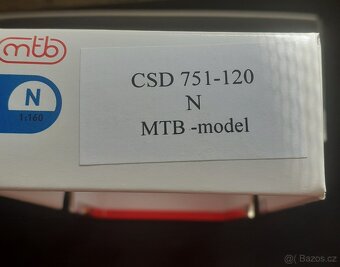 mtb
N
1:160
CSD 751-120
N
MTB -model
Bazos.cz